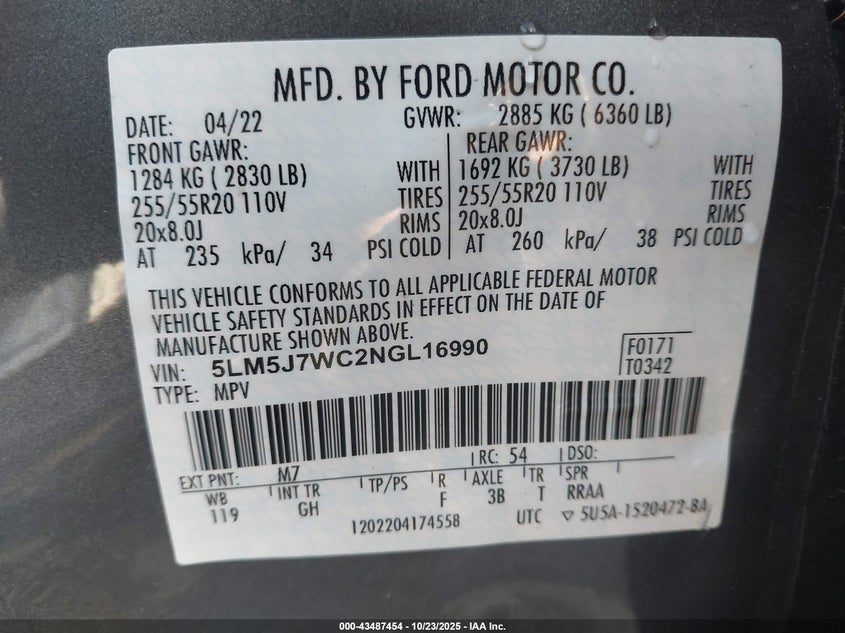 MFD. BY FORD MOTOR CO.
DATE: 04/22 GVWR: 2885 KG ( 6360 LB)
FRONT GAWR: REAR GAWR:
1284 KG ( 2830 LB) WITH 1692 KG ( 3730 LB) WITH
255/55R20 110V TIRES 255/55R20 110V TIRES
20x8.0J RIMS 20x8.0J RIMS
AT 235 kPa/ 34 PSI COLD AT 260 kPa/ 38 PSI COLD
THIS VEHICLE CONFORMS TO ALL APPLICABLE FEDERAL MOTOR
VEHICLE SAFETY STANDARDS IN EFFECT ON THE DATE OF
MANUFACTURE SHOWN ABOVE.
VIN: 5LM5J7WC2NGL16990 F0171
TYPE: MPV T0342
EXT PNT: M7 RC: 54 DSO:
WB INT TR TP/PS R AXLE TR SPR
119 GH F 3B T RRAA
1202204174558 UTC ▽ 5U5A-1520472-BA
000-43487454 | 10/23/2025 | IAA Inc.